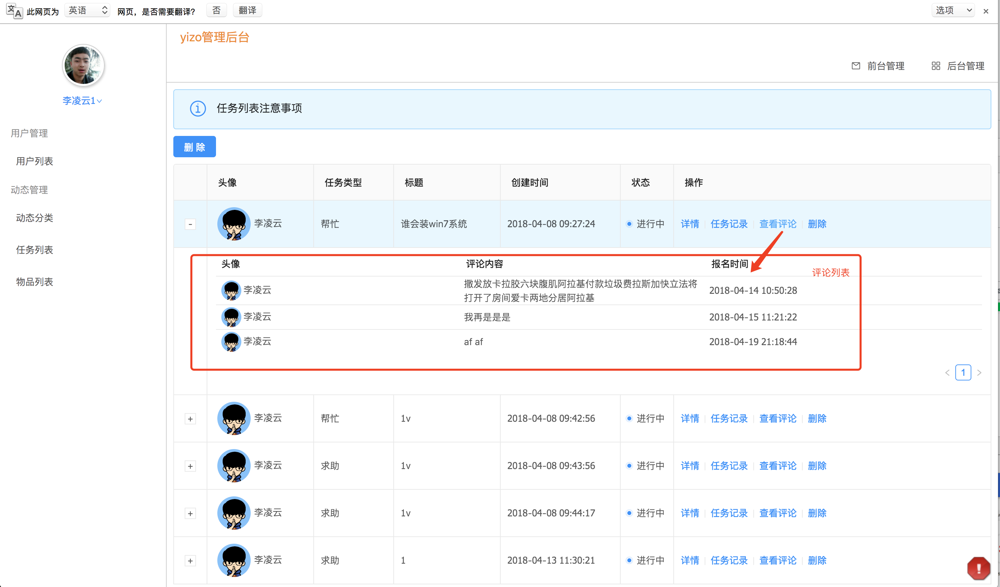 此网页为 英语 网页，是否需要翻译? 否 翻译 选项
yizo管理后台
前台管理 后台管理
李凌云1
用户管理
用户列表
动态管理
动态分类
任务列表
物品列表
任务列表注意事项
删 除
头像 任务类型 标题 创建时间 状态 操作
- 李凌云 帮忙 谁会装win7系统 2018-04-08 09:27:24 进行中 详情 任务记录 查看评论 删除
头像 评论内容 报名时间
评论列表
李凌云 撒发放卡拉胶六块腹肌阿拉基付款垃圾费拉斯加快立法将
打开了房间爱卡两地分居阿拉基 2018-04-14 10:50:28
李凌云 我再是是是 2018-04-15 11:21:22
李凌云 af af 2018-04-19 21:18:44
< 1 >
+ 李凌云 帮忙 1v 2018-04-08 09:42:56 进行中 详情 任务记录 查看评论 删除
+ 李凌云 求助 1v 2018-04-08 09:43:56 进行中 详情 任务记录 查看评论 删除
+ 李凌云 求助 1v 2018-04-08 09:44:17 进行中 详情 任务记录 查看评论 删除
+ 李凌云 求助 1 2018-04-13 11:30:21 进行中 详情 任务记录 查看评论 删除